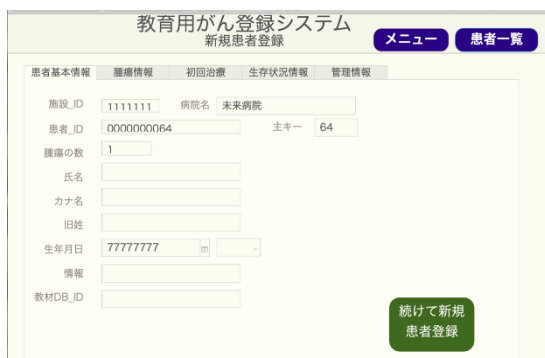 教育用がん登録システム
新規患者登録
メニュー 患者一覧
患者基本情報 腫瘍情報 初回治療 生存状況情報 管理情報
施設_ID 1111111 病院名 未来病院
患者_ID 0000000064 主キー 64
腫瘍の数 1
氏名
カナ名
旧姓
生年月日 77777777
情報
教材DB_ID
続けて新規
患者登録